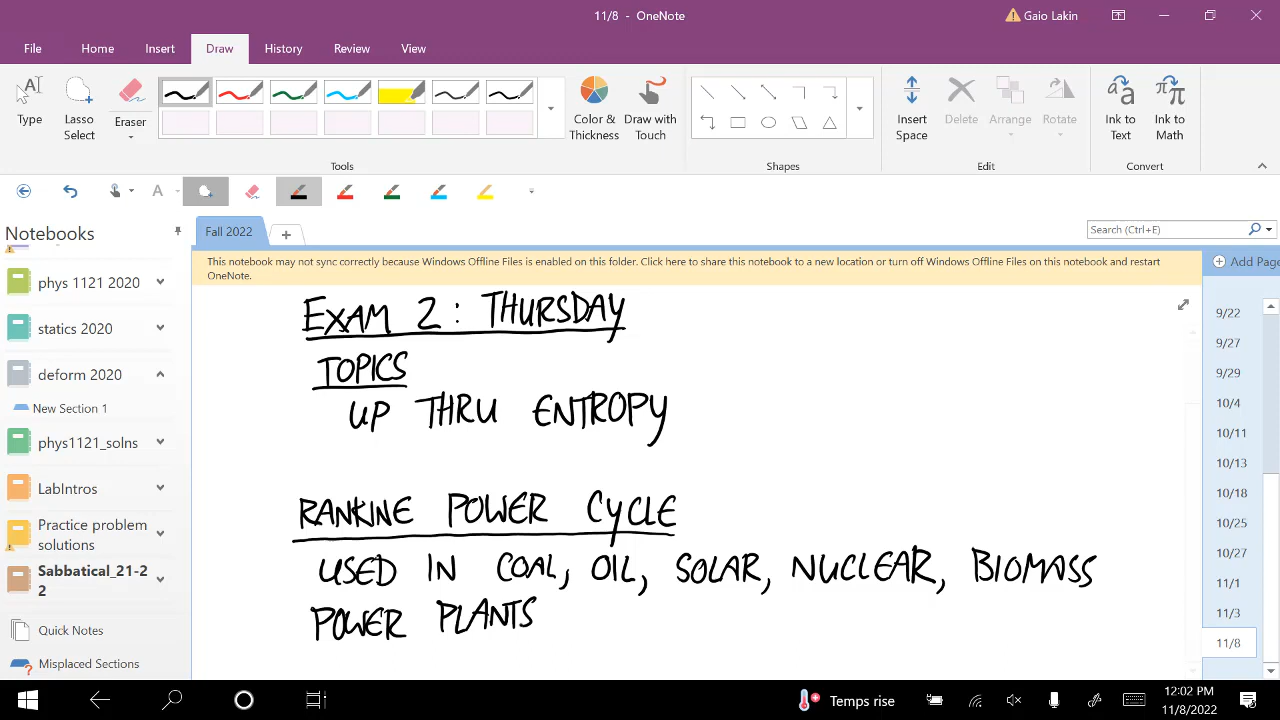 11/8 - OneNote
Gaio Lakin
File
Home
Insert
Draw
History
Review
View
Type
Lasso
Select
Eraser
Color &
Thickness
Draw with
Touch
Insert
Space
Delete
Arrange
Rotate
Ink to
Text
Ink to
Math
Tools
Shapes
Edit
Convert
Notebooks
Fall 2022
Search (Ctrl+E)
This notebook may not sync correctly because Windows Offline Files is enabled on this folder. Click here to share this notebook to a new location or turn off Windows Offline Files on this notebook and restart
OneNote.
Add Page
phys 1121 2020
statics 2020
deform 2020
New Section 1
phys1121_solns
LabIntros
Practice problem
solutions
Sabbatical_21-2
2
Quick Notes
Misplaced Sections
EXAM 2: THURSDAY
TOPICS
UP THRU ENTROPY
RANKINE POWER CYCLE
USED IN COAL, OIL, SOLAR, NUCLEAR, BIOMASS
POWER PLANTS
9/22
9/27
9/29
10/4
10/11
10/13
10/18
10/25
10/27
11/1
11/3
11/8
Temps rise
12:02 PM
11/8/2022